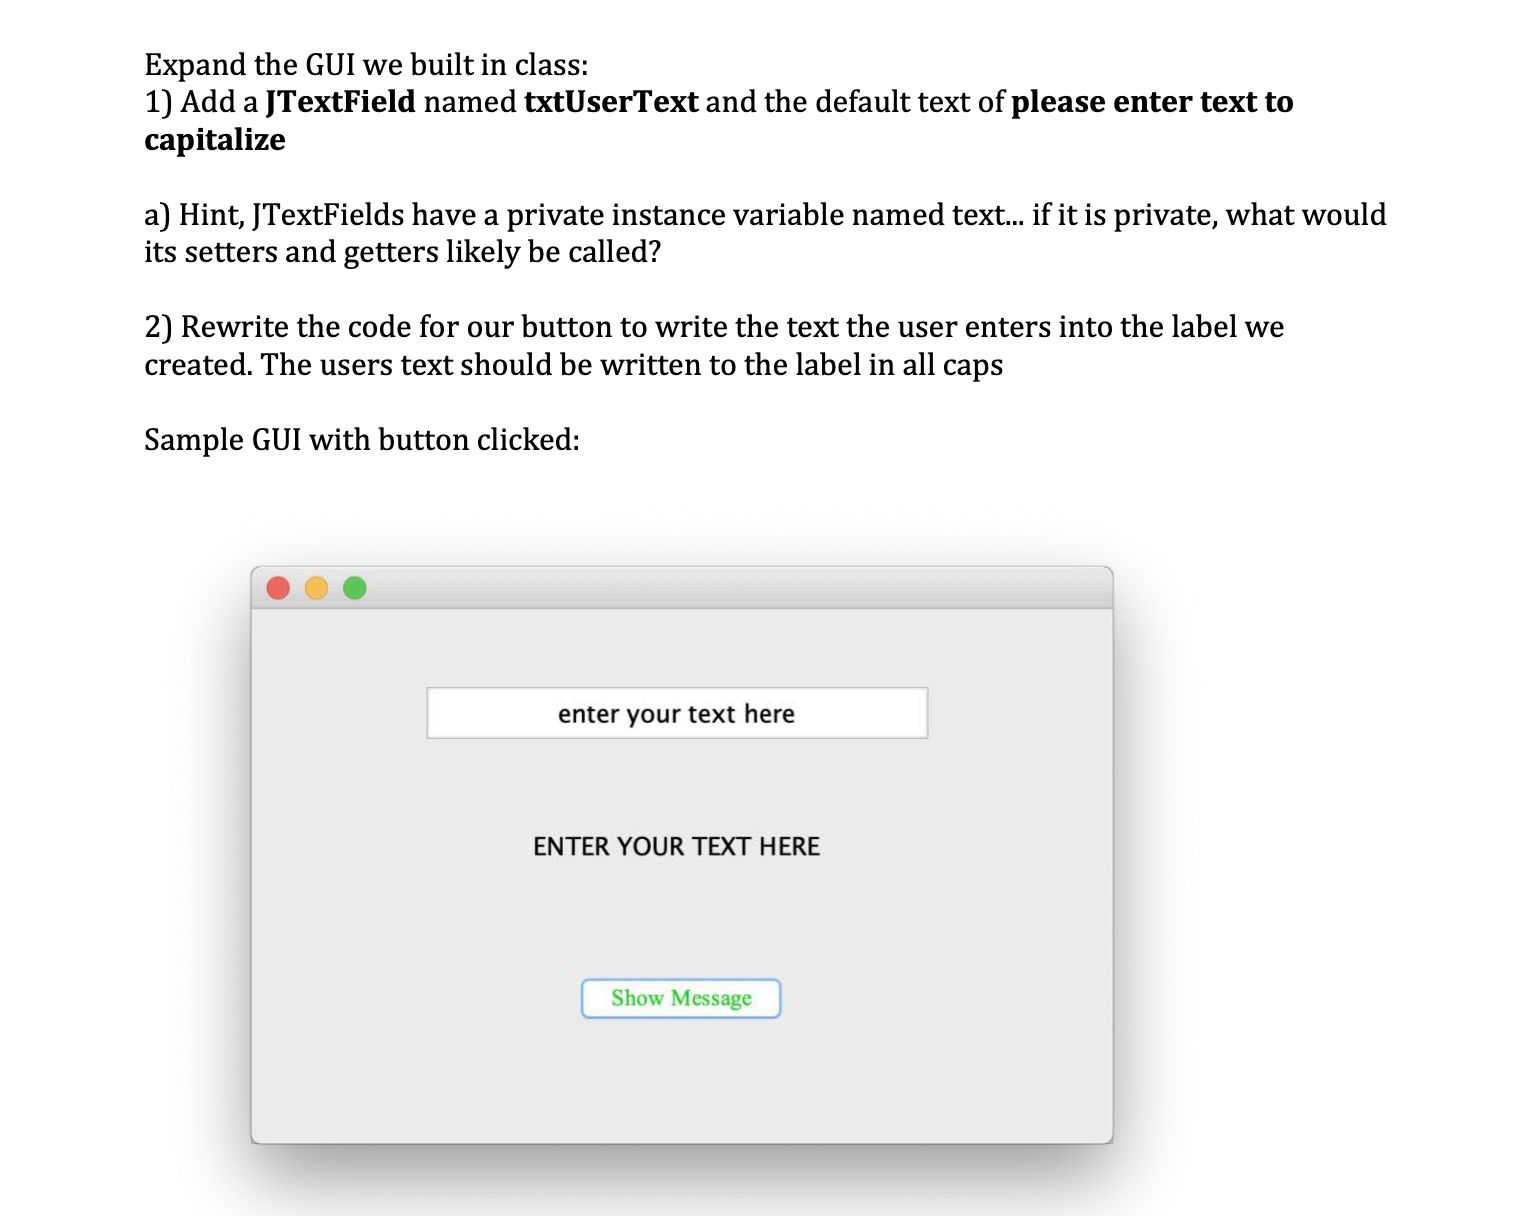 Expand the GUI we built in class:
1) Add a JTextField named txtUserText and the default text of please enter text to
capitalize
a) Hint, JTextFields have a private instance variable named text... if it is private, what would
its setters and getters likely be called?
2) Rewrite the code for our button to write the text the user enters into the label we
created. The users text should be written to the label in all caps
Sample GUI with button clicked:
enter your text here
ENTER YOUR TEXT HERE
Show Message